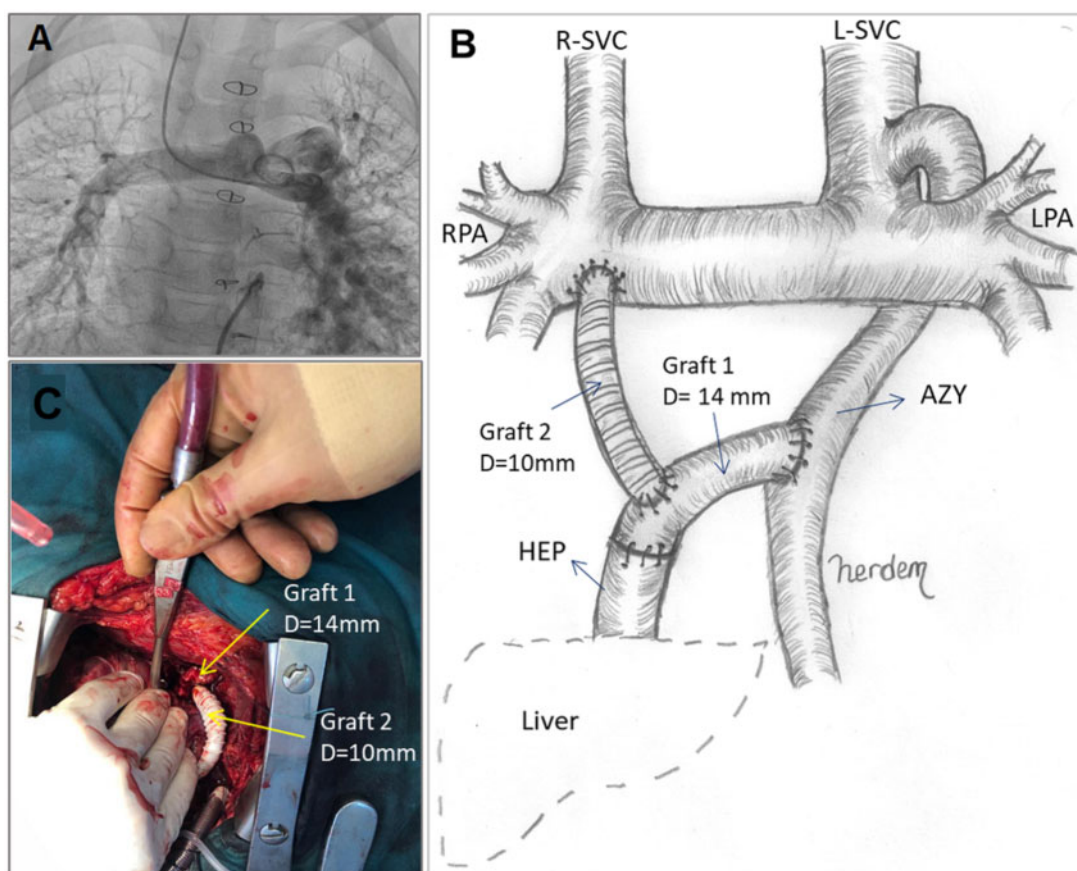 A
B
R-SVC
L-SVC
RPA
LPA
Graft 1
D= 14 mm
AZY
Graft 2
D=10mm
HEP
herdem
Liver
C
Graft 1
D=14mm
Graft 2
D=10mm